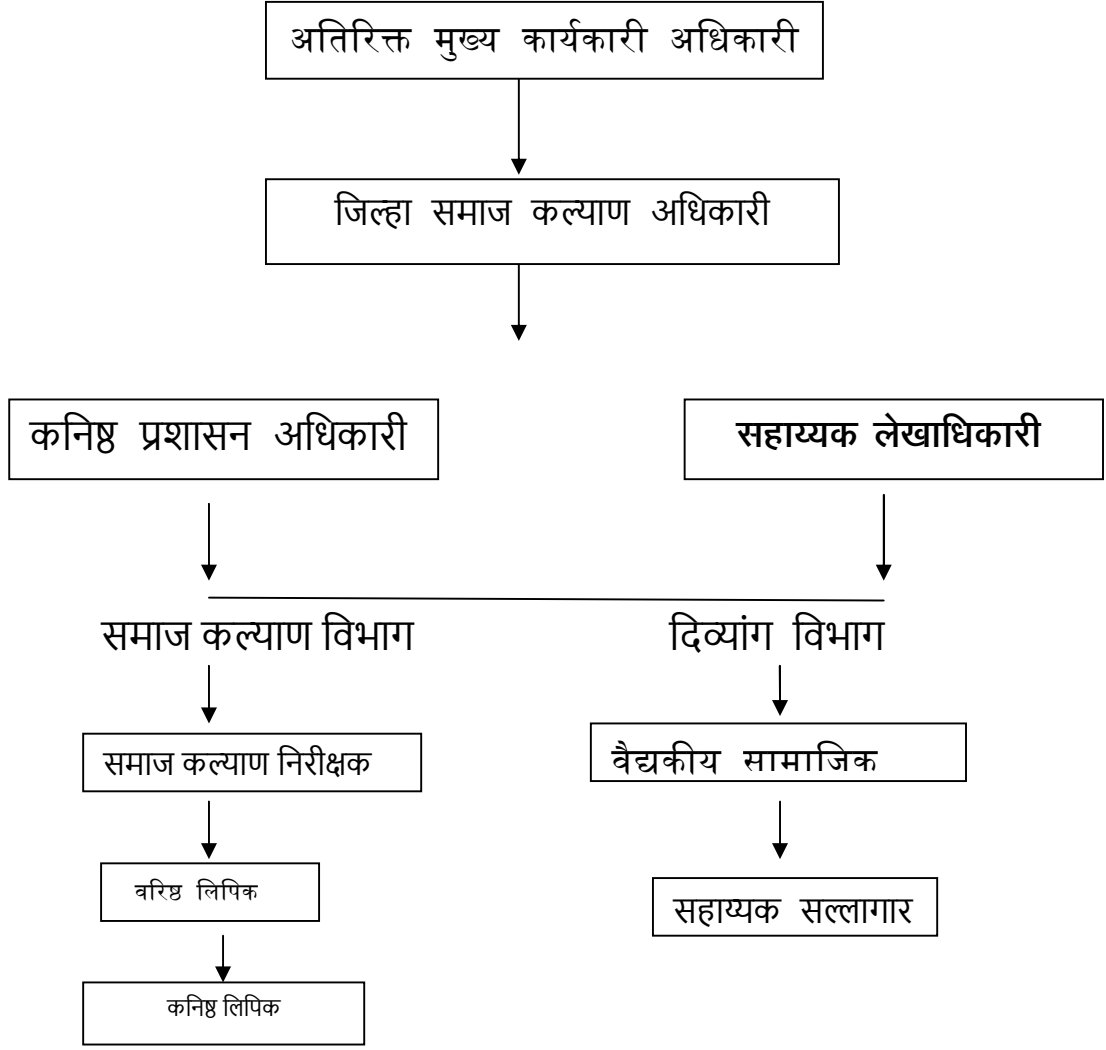 अतिरिक्त मुख्य कार्यकारी अधिकारी
जिल्हा समाज कल्याण अधिकारी
कनिष्ठ प्रशासन अधिकारी
सहाय्यक लेखाधिकारी
समाज कल्याण विभाग
दिव्यांग विभाग
समाज कल्याण निरीक्षक
वैद्यकीय सामाजिक
वरिष्ठ लिपिक
सहाय्यक सल्लागार
कनिष्ठ लिपिक